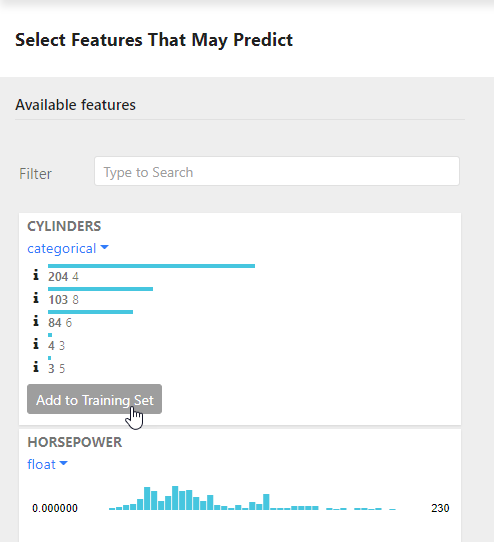 Select Features That May Predict
Available features
Filter
Type to Search
CYLINDERS
categorical
204 4
103 8
84 6
4 3
3 5
Add to Training Set
HORSEPOWER
float
0.000000
230